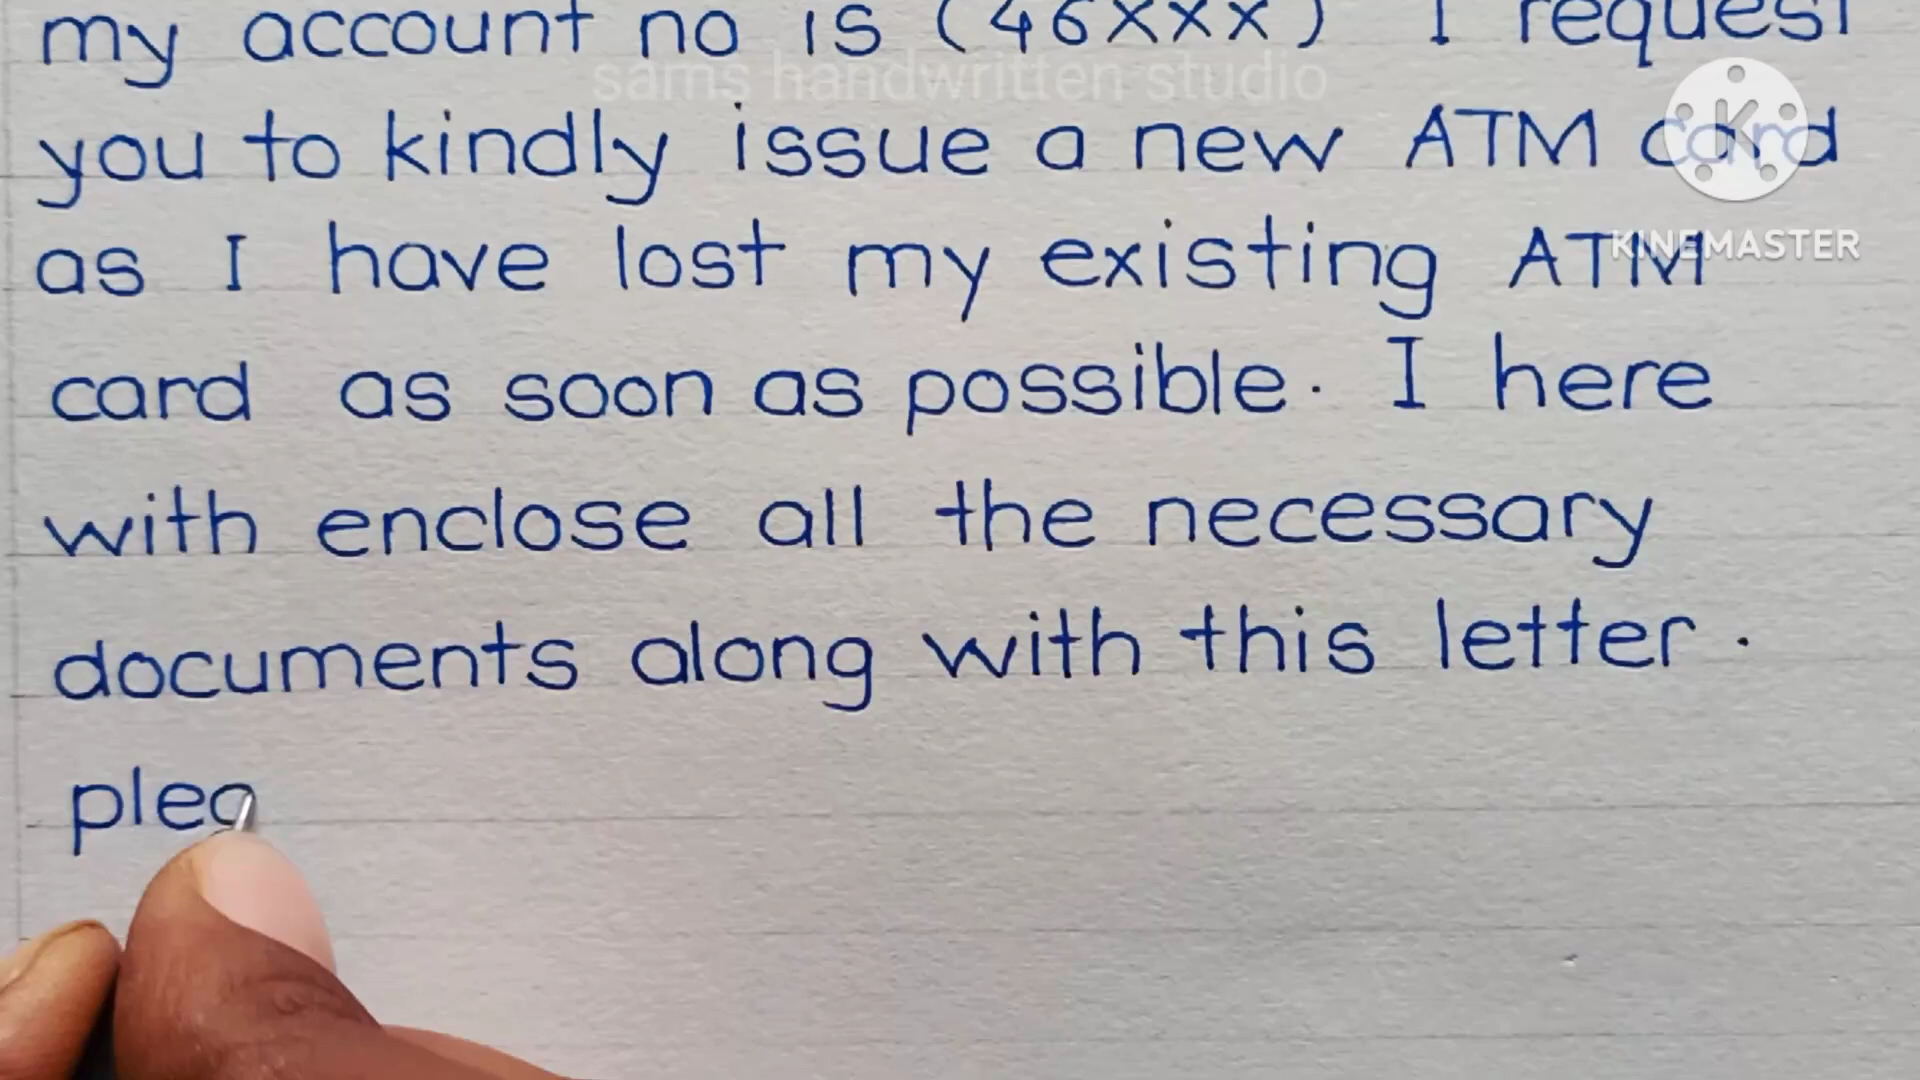 my account no is (46xxx) I request
sams handwritten studio
you to kindly issue a new ATM card
as I have lost my existing ATM
KINEMASTER
card as soon as possible. I here
with enclose all the necessary
documents along with this letter.
plea